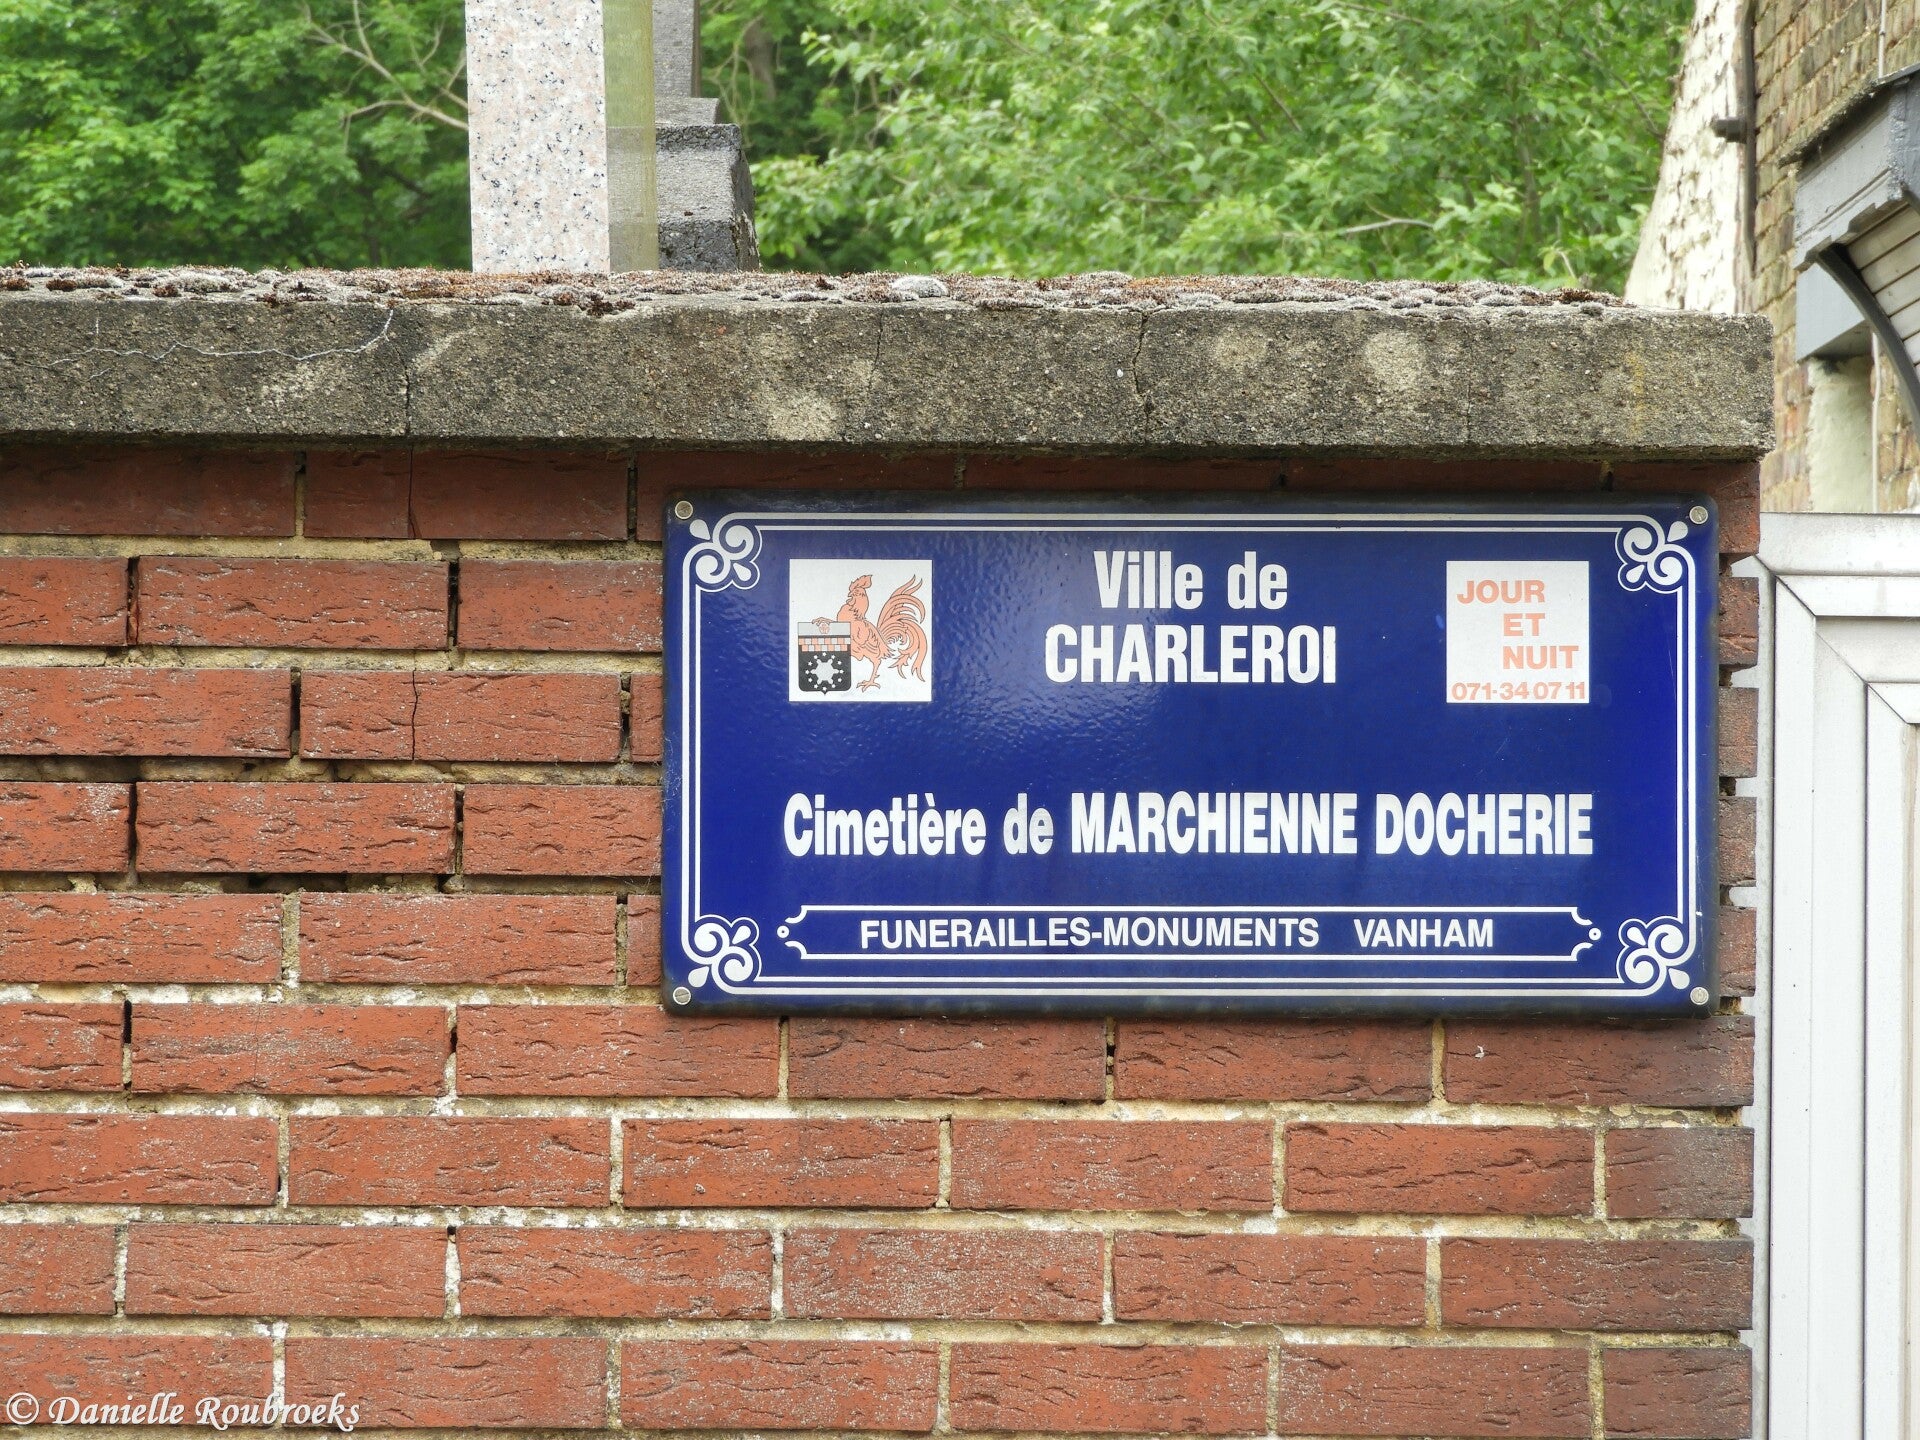 Ville de
CHARLEROI
JOUR
ET
NUIT
071-34 07 11
Cimetière de MARCHIENNE DOCHERIE
FUNERAILLES-MONUMENTS VANHAM
© Danielle Roubroeks